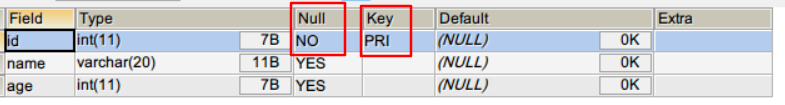 Field Type Null Key Default Extra
id int(11) 7B NO PRI (NULL) 0K
name varchar(20) 11B YES (NULL) 0K
age int(11) 7B YES (NULL) 0K